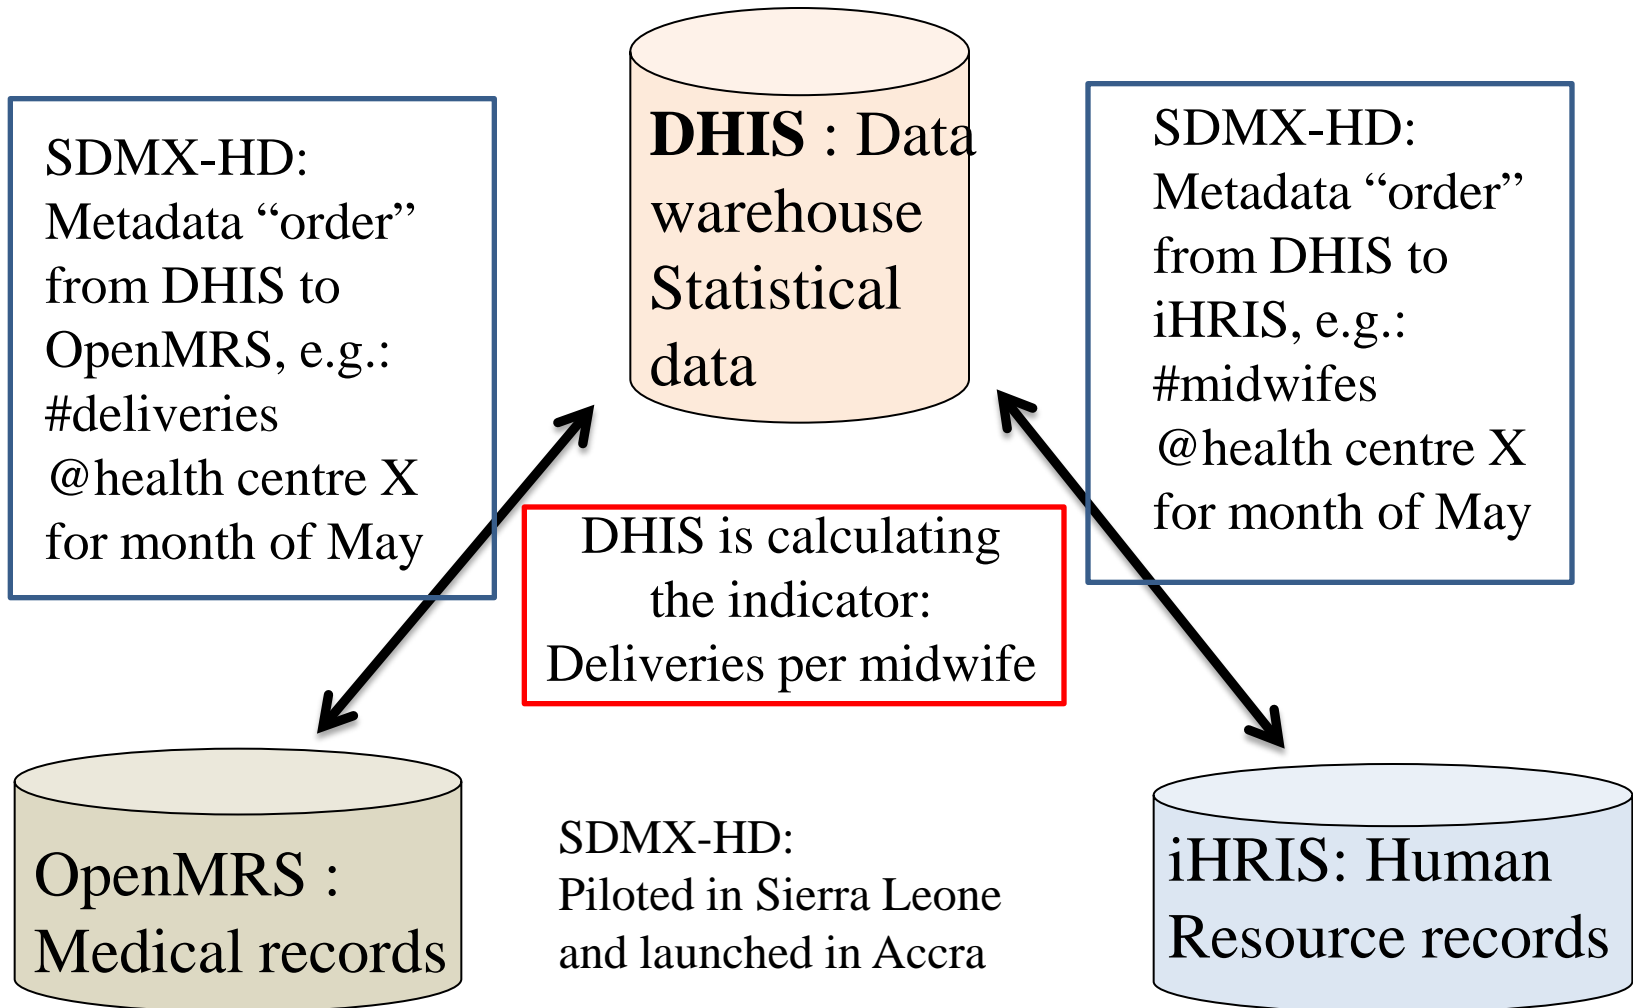 SDMX-HD:
Metadata “order”
from DHIS to
OpenMRS, e.g.:
#deliveries
@health centre X
for month of May
DHIS : Data
warehouse
Statistical
data
SDMX-HD:
Metadata “order”
from DHIS to
iHRIS, e.g.:
#midwifes
@health centre X
for month of May
DHIS is calculating
the indicator:
Deliveries per midwife
OpenMRS :
Medical records
SDMX-HD:
Piloted in Sierra Leone
and launched in Accra
iHRIS: Human
Resource records